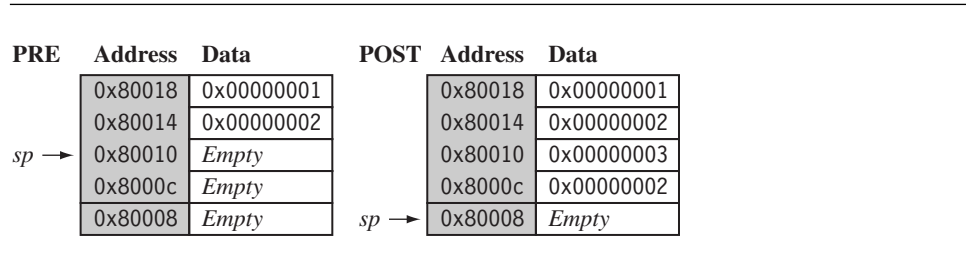 PRE Address Data POST Address Data
0x80018 0x00000001 0x80018 0x00000001
0x80014 0x00000002 0x80014 0x00000002
sp 0x80010 Empty 0x80010 0x00000003
0x8000c Empty 0x8000c 0x00000002
0x80008 Empty sp 0x80008 Empty